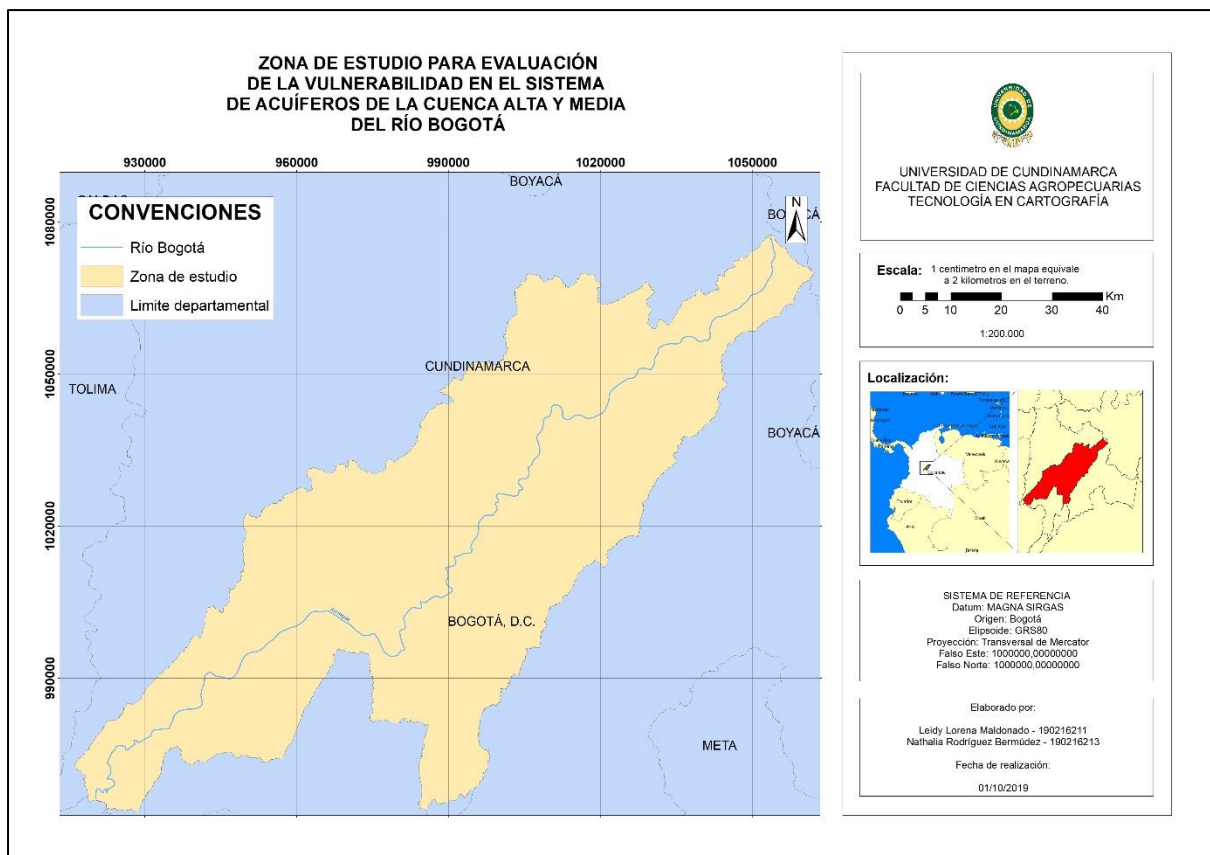 ZONA DE ESTUDIO PARA EVALUACIÓN
DE LA VULNERABILIDAD EN EL SISTEMA
DE ACUÍFEROS DE LA CUENCA ALTA Y MEDIA
DEL RÍO BOGOTÁ
930000
960000
990000
1020000
1050000
1080000
1050000
1020000
990000
BOYACÁ
CONVENCIONES
Río Bogotá
Zona de estudio
Limite departamental
N
CUNDINAMARCA
TOLIMA
BOYACÁ
BOGOTÁ, D.C.
META
UNIVERSIDAD DE CUNDINAMARCA
FACULTAD DE CIENCIAS AGROPECUARIAS
TECNOLOGÍA EN CARTOGRAFÍA
Escala: 1 centimetro en el mapa equivale
a 2 kilometros en el terreno.
Km
0 5 10 20 30 40
1:200.000
Localización:
SISTEMA DE REFERENCIA
Datum: MAGNA SIRGAS
Origen: Bogotá
Elipsoide: GRS80
Proyección: Transversal de Mercator
Falso Este: 1000000,00000000
Falso Norte: 1000000,00000000
Elaborado por:
Leidy Lorena Maldonado - 190216211
Nathalia Rodríguez Bermúdez - 190216213
Fecha de realización:
01/10/2019